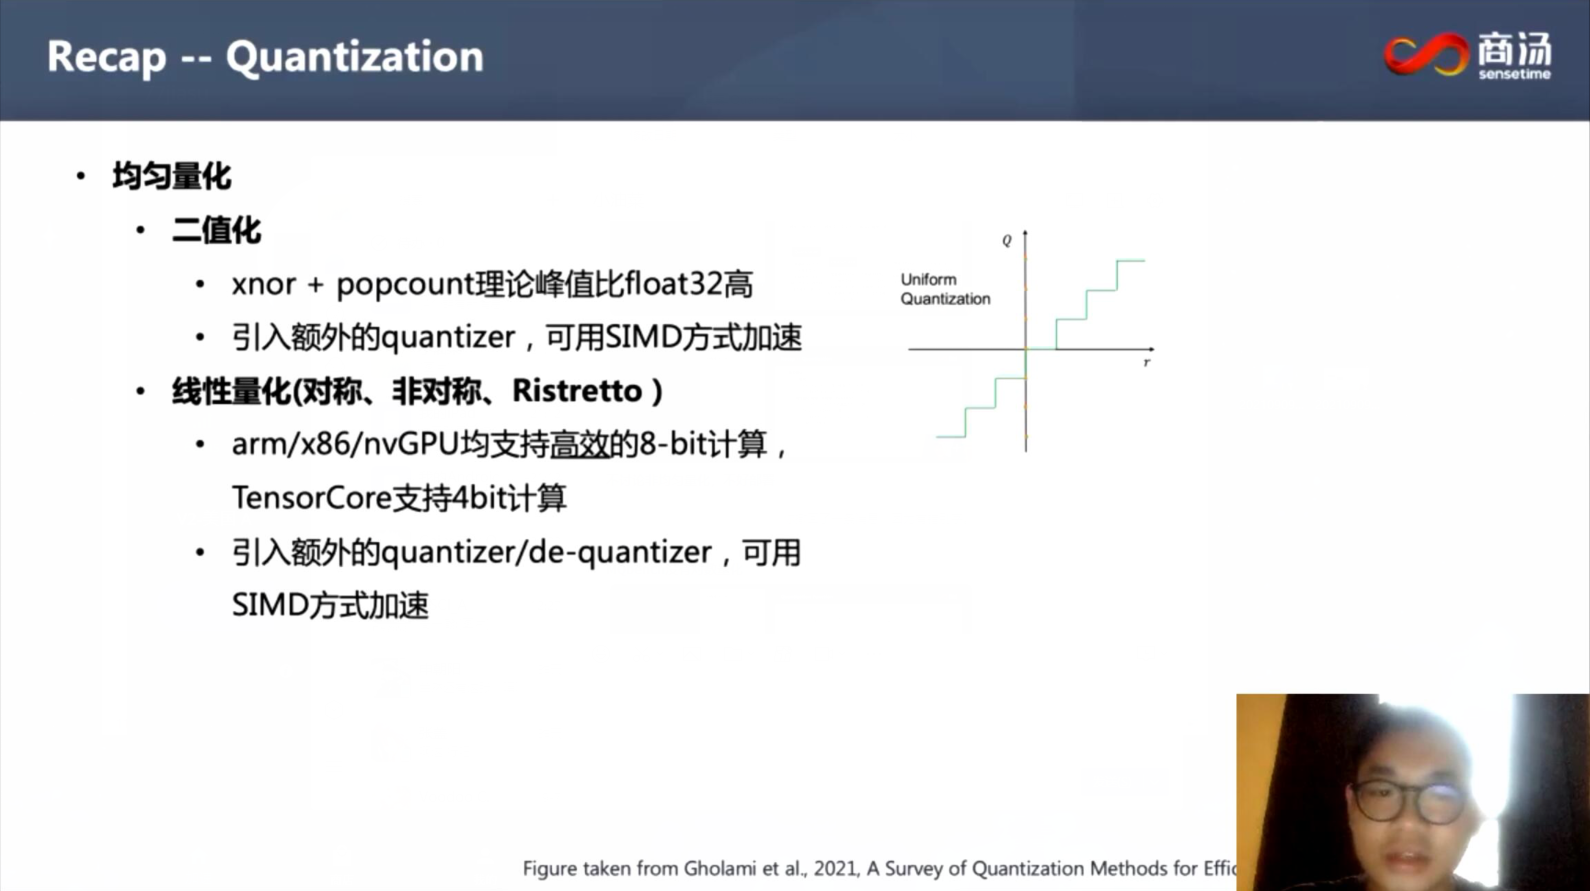 Recap -- Quantization
商汤
sensetime
• 均匀量化
• 二值化
• xnor + popcount理论峰值比float32高
• 引入额外的quantizer，可用SIMD方式加速
• 线性量化(对称、非对称、Ristretto）
• arm/x86/nvGPU均支持高效的8-bit计算，
TensorCore支持4bit计算
• 引入额外的quantizer/de-quantizer，可用
SIMD方式加速
Q
Uniform
Quantization
r
Figure taken from Gholami et al., 2021, A Survey of Quantization Methods for Effic